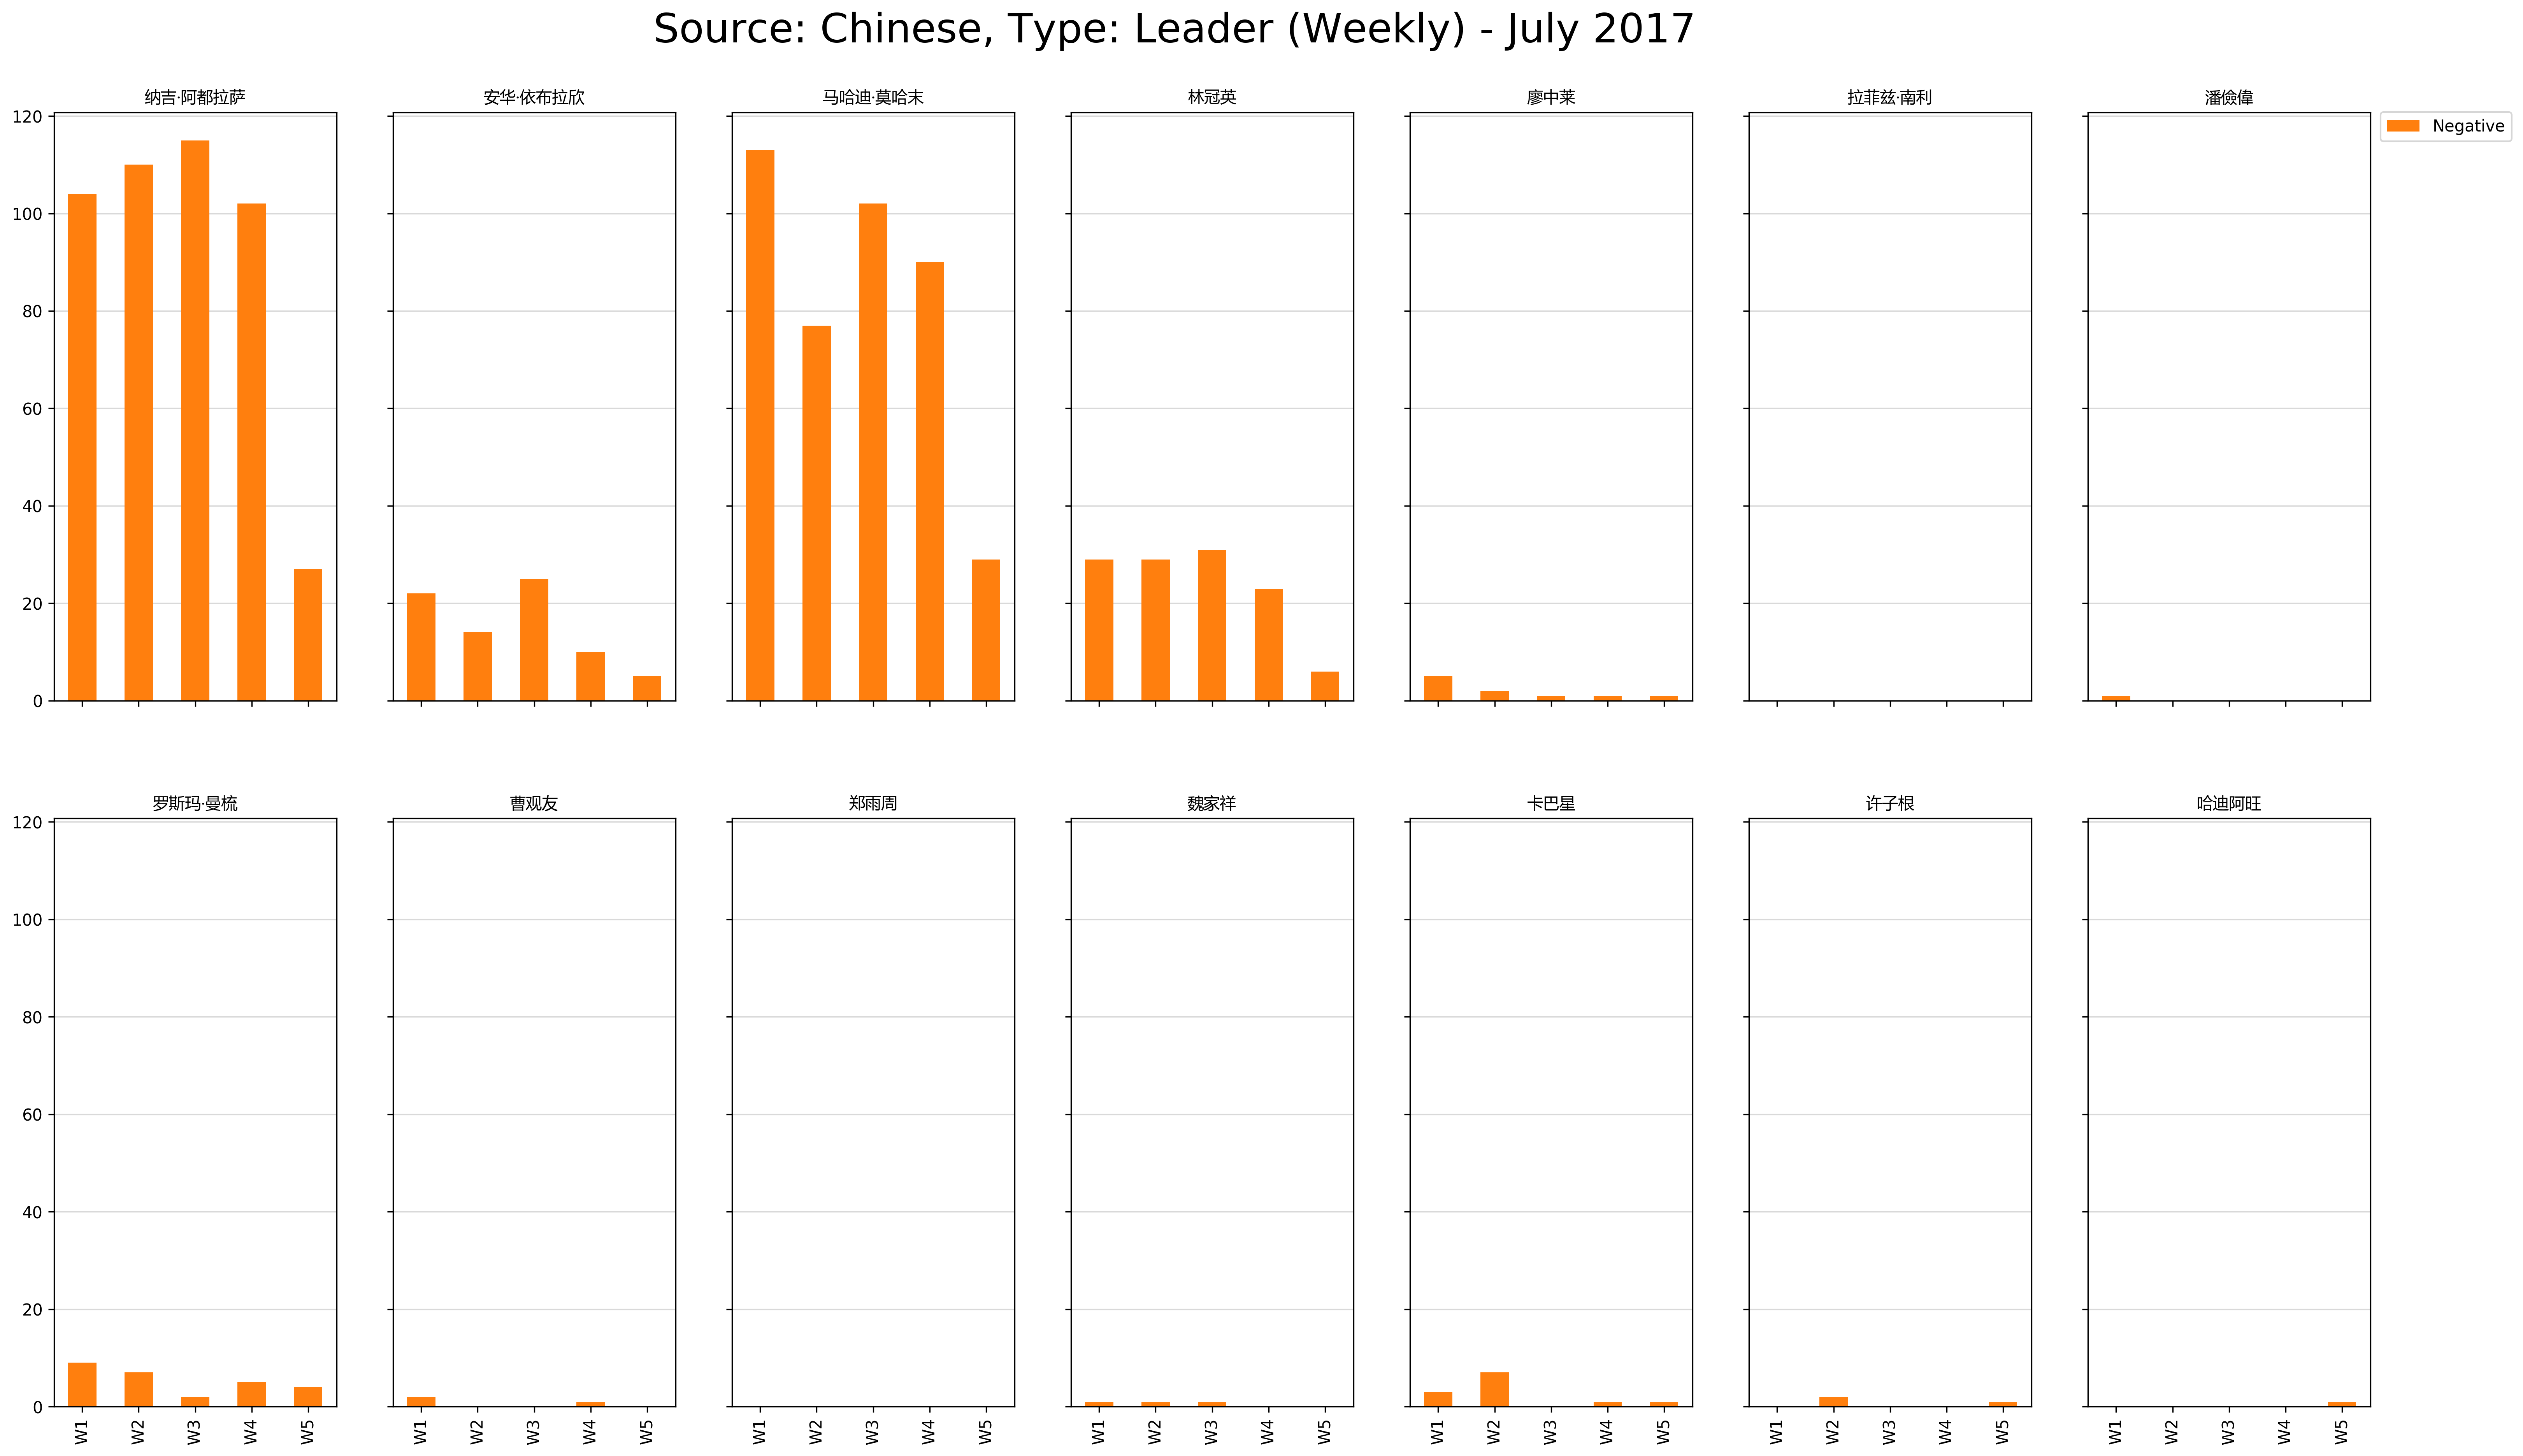 Source: Chinese, Type: Leader (Weekly) - July 2017
纳吉·阿都拉萨 安华·依布拉欣 马哈迪·莫哈末 林冠英 廖中莱 拉菲兹·南利 潘儉偉
Negative
120
100
80
60
40
20
0
罗斯玛·曼梳 曹观友 郑雨周 魏家祥 卡巴星 许子根 哈迪阿旺
120
100
80
60
40
20
0
W1 W2 W3 W4 W5 W1 W2 W3 W4 W5 W1 W2 W3 W4 W5 W1 W2 W3 W4 W5 W1 W2 W3 W4 W5 W1 W2 W3 W4 W5 W1 W2 W3 W4 W5